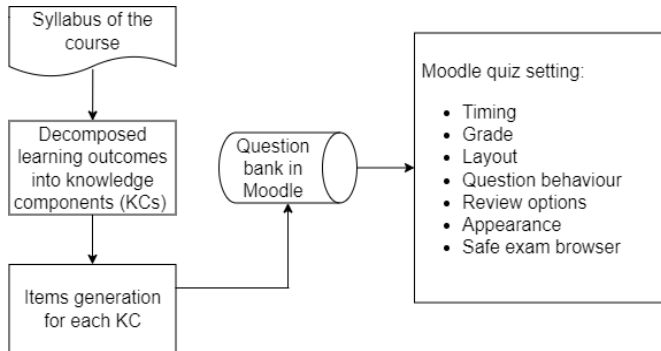 Syllabus of the
course
Decomposed
learning outcomes
into knowledge
components (KCs)
Items generation
for each KC
Question
bank in
Moodle
Moodle quiz setting:
• Timing
• Grade
• Layout
• Question behaviour
• Review options
• Appearance
• Safe exam browser